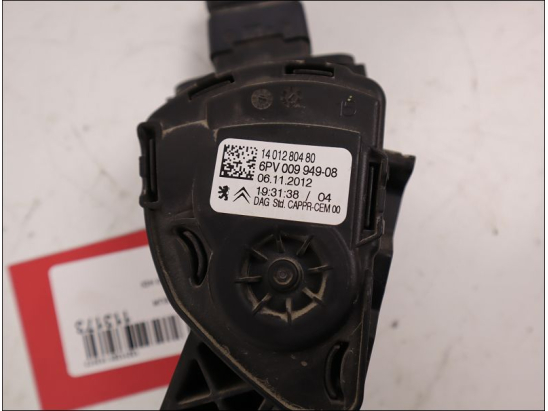 14 012 804 80
6PV 009 949-08
06.11.2012
19:31:38 / 04
DAG Std. CAPPR-CEM 00
113173